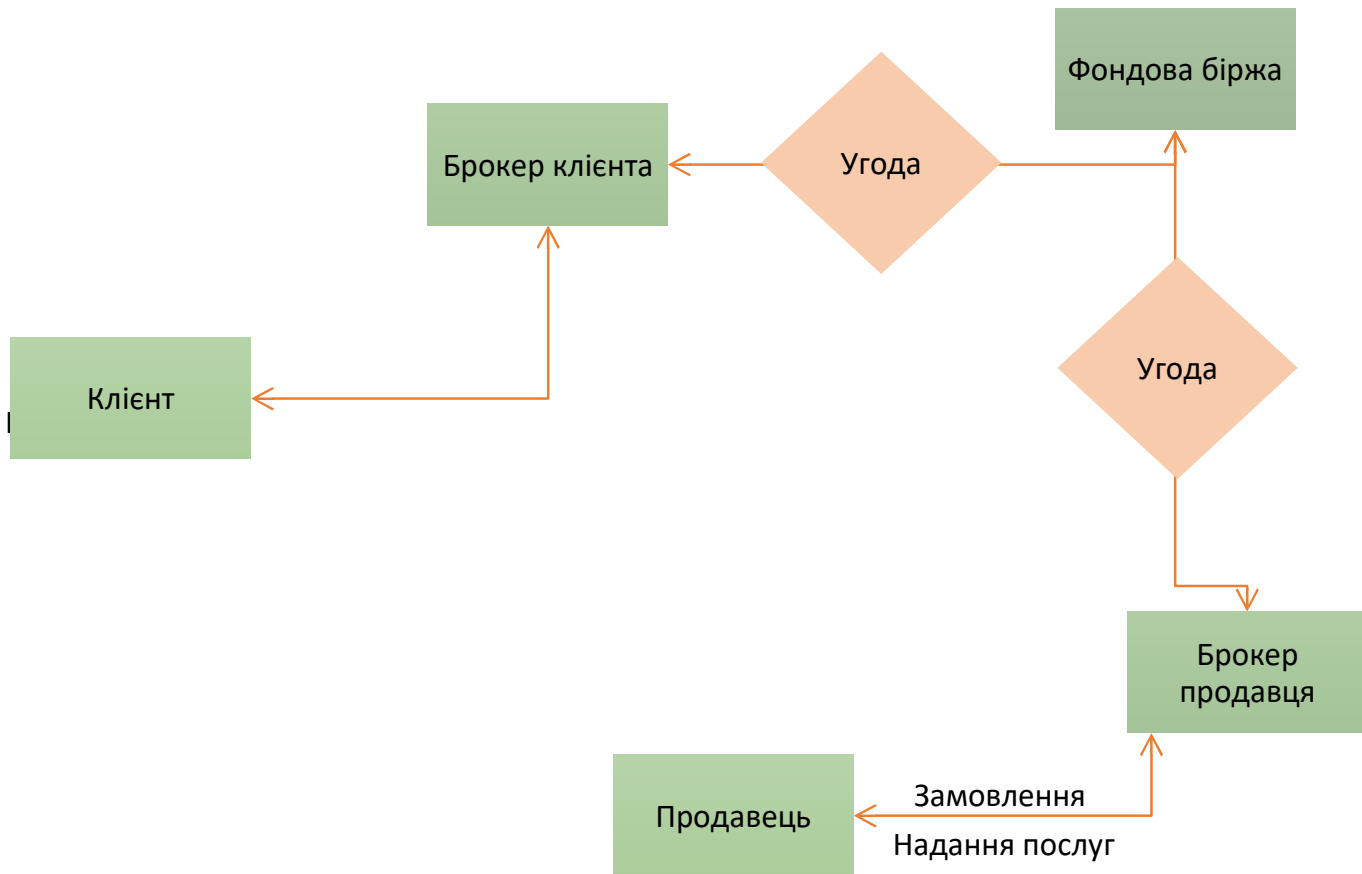 Фондова біржа
Брокер клієнта
Угода
Угода
Клієнт
Брокер
продавця
Продавець
Замовлення
Надання послуг